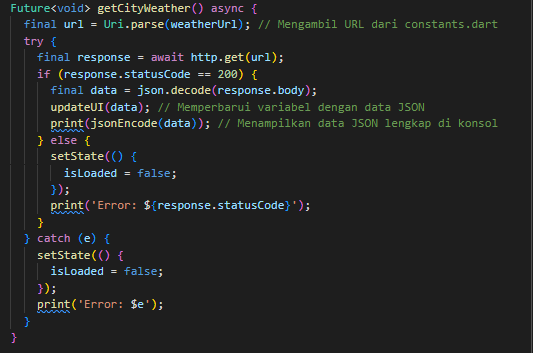 Future<void> getCityWeather() async {
  final url = Uri.parse(weatherUrl); // Mengambil URL dari constants.dart
  try {
    final response = await http.get(url);
    if (response.statusCode == 200) {
      final data = json.decode(response.body);
      updateUI(data); // Memperbarui variabel dengan data JSON
      print(jsonEncode(data)); // Menampilkan data JSON lengkap di konsol
    } else {
      setState(() {
        isLoaded = false;
      });
      print('Error: ${response.statusCode}');
    }
  } catch (e) {
    setState(() {
      isLoaded = false;
    });
    print('Error: $e');
  }
}